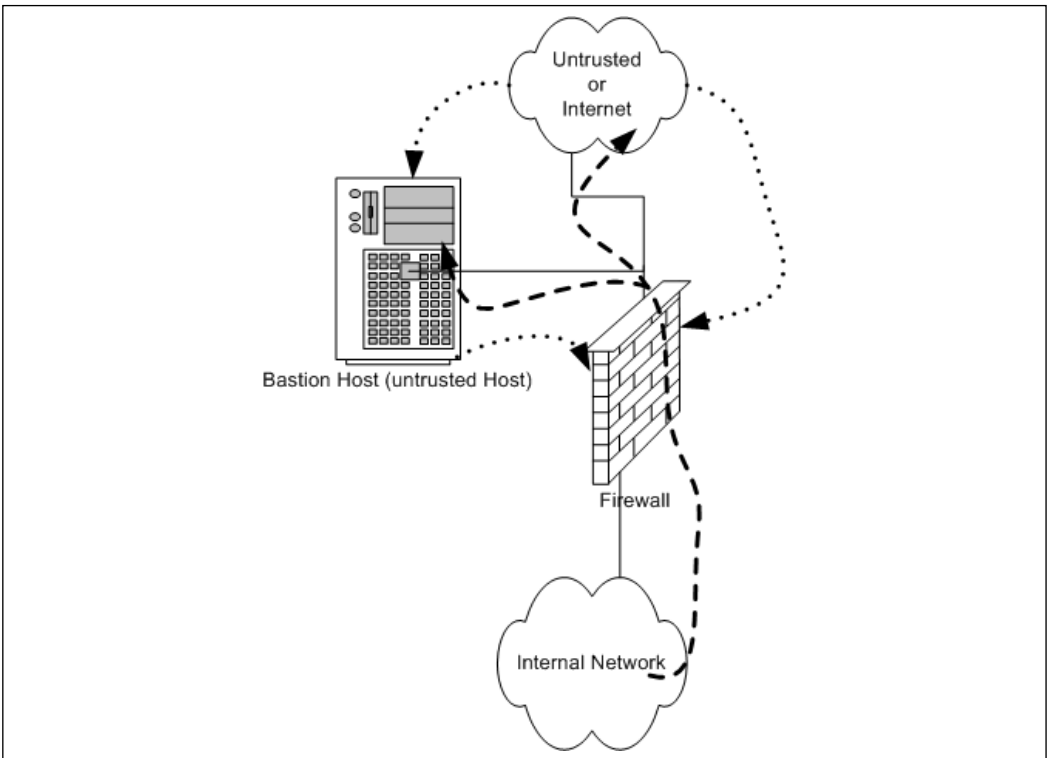 Untrusted
or
Internet
Bastion Host (untrusted Host)
Firewall
Internal Network